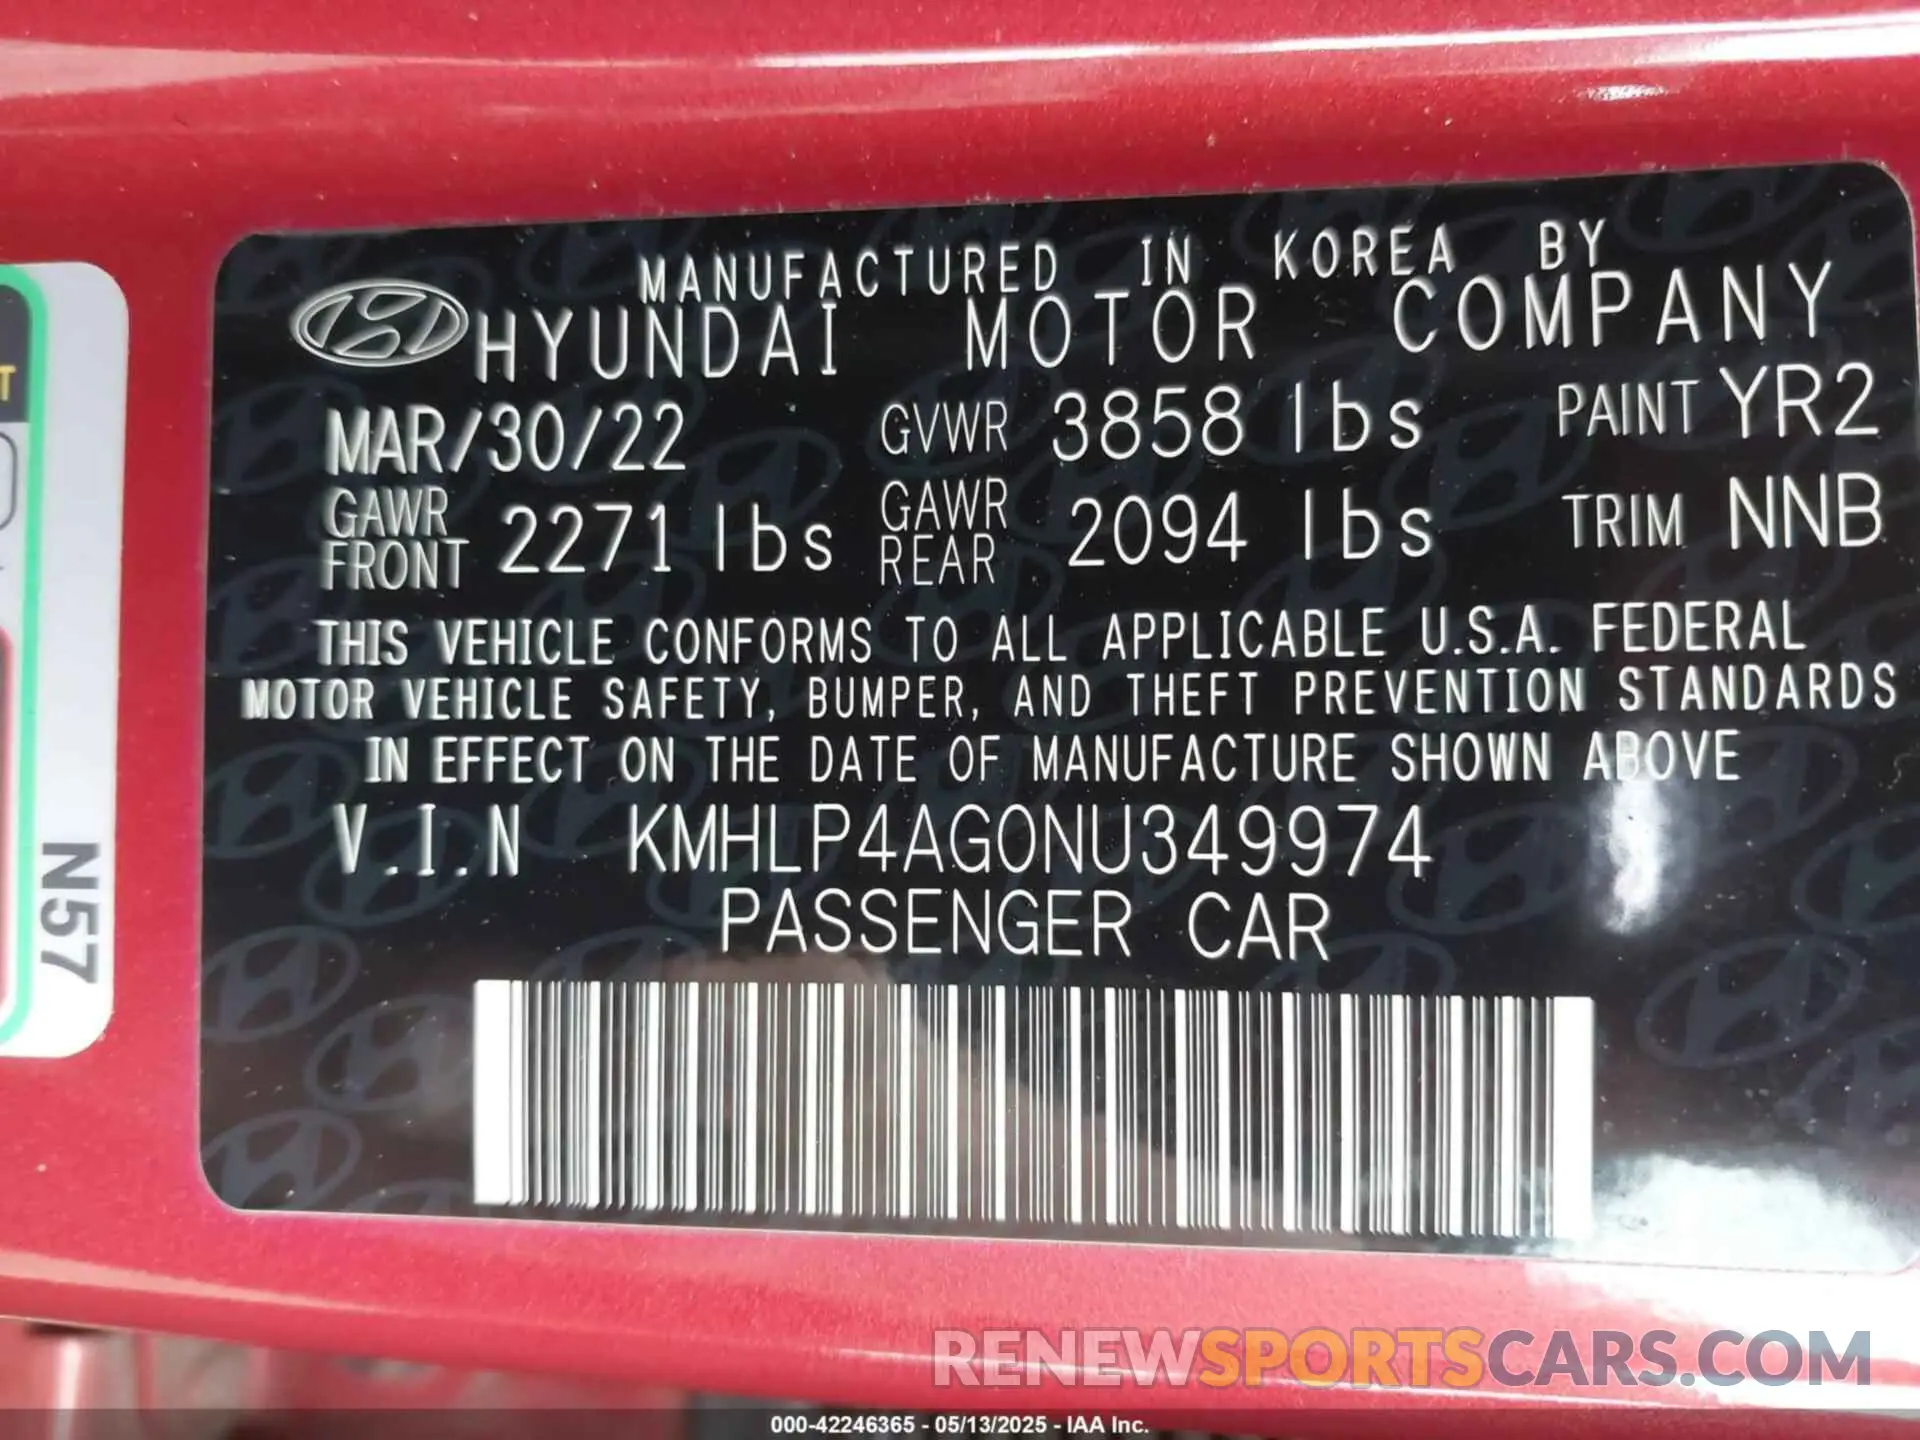 MANUFACTURED IN KOREA BY
HYUNDAI MOTOR COMPANY
MAR/30/22 GVWR 3858 lbs PAINT YR2
GAWR FRONT 2271 lbs GAWR REAR 2094 lbs TRIM NNB
THIS VEHICLE CONFORMS TO ALL APPLICABLE U.S.A. FEDERAL
MOTOR VEHICLE SAFETY, BUMPER, AND THEFT PREVENTION STANDARDS
IN EFFECT ON THE DATE OF MANUFACTURE SHOWN ABOVE
V.I.N KMHLP4AG0NU349974
PASSENGER CAR
N57
T
RENEWSPORTSCARS.COM
000-42246365 - 05/13/2025 - IAA Inc.